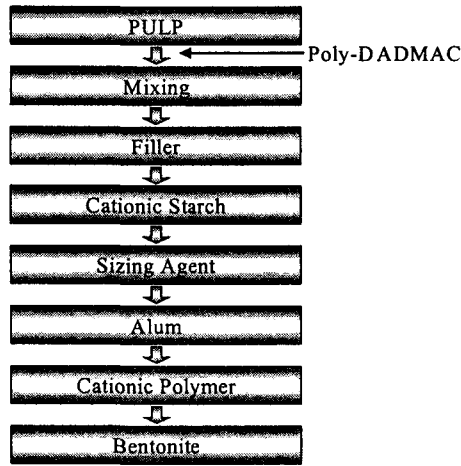 PULP
Poly-DADMAC
Mixing
Filler
Cationic Starch
Sizing Agent
Alum
Cationic Polymer
Bentonite